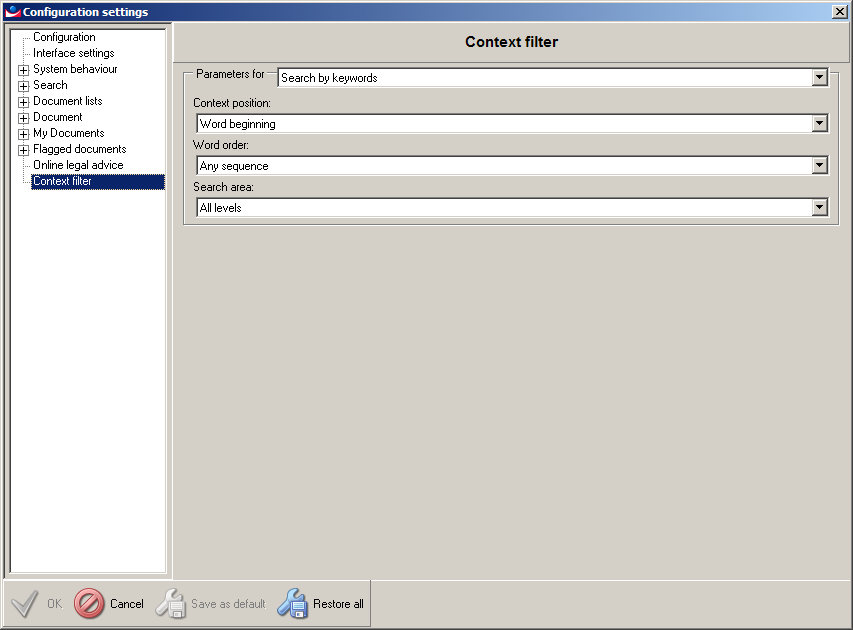 Configuration settings
Configuration
Interface settings
System behaviour
Search
Document lists
Document
My Documents
Flagged documents
Online legal advice
Context filter
Context filter
Parameters for
Search by keywords
Context position:
Word beginning
Word order:
Any sequence
Search area:
All levels
OK
Cancel
Save as default
Restore all